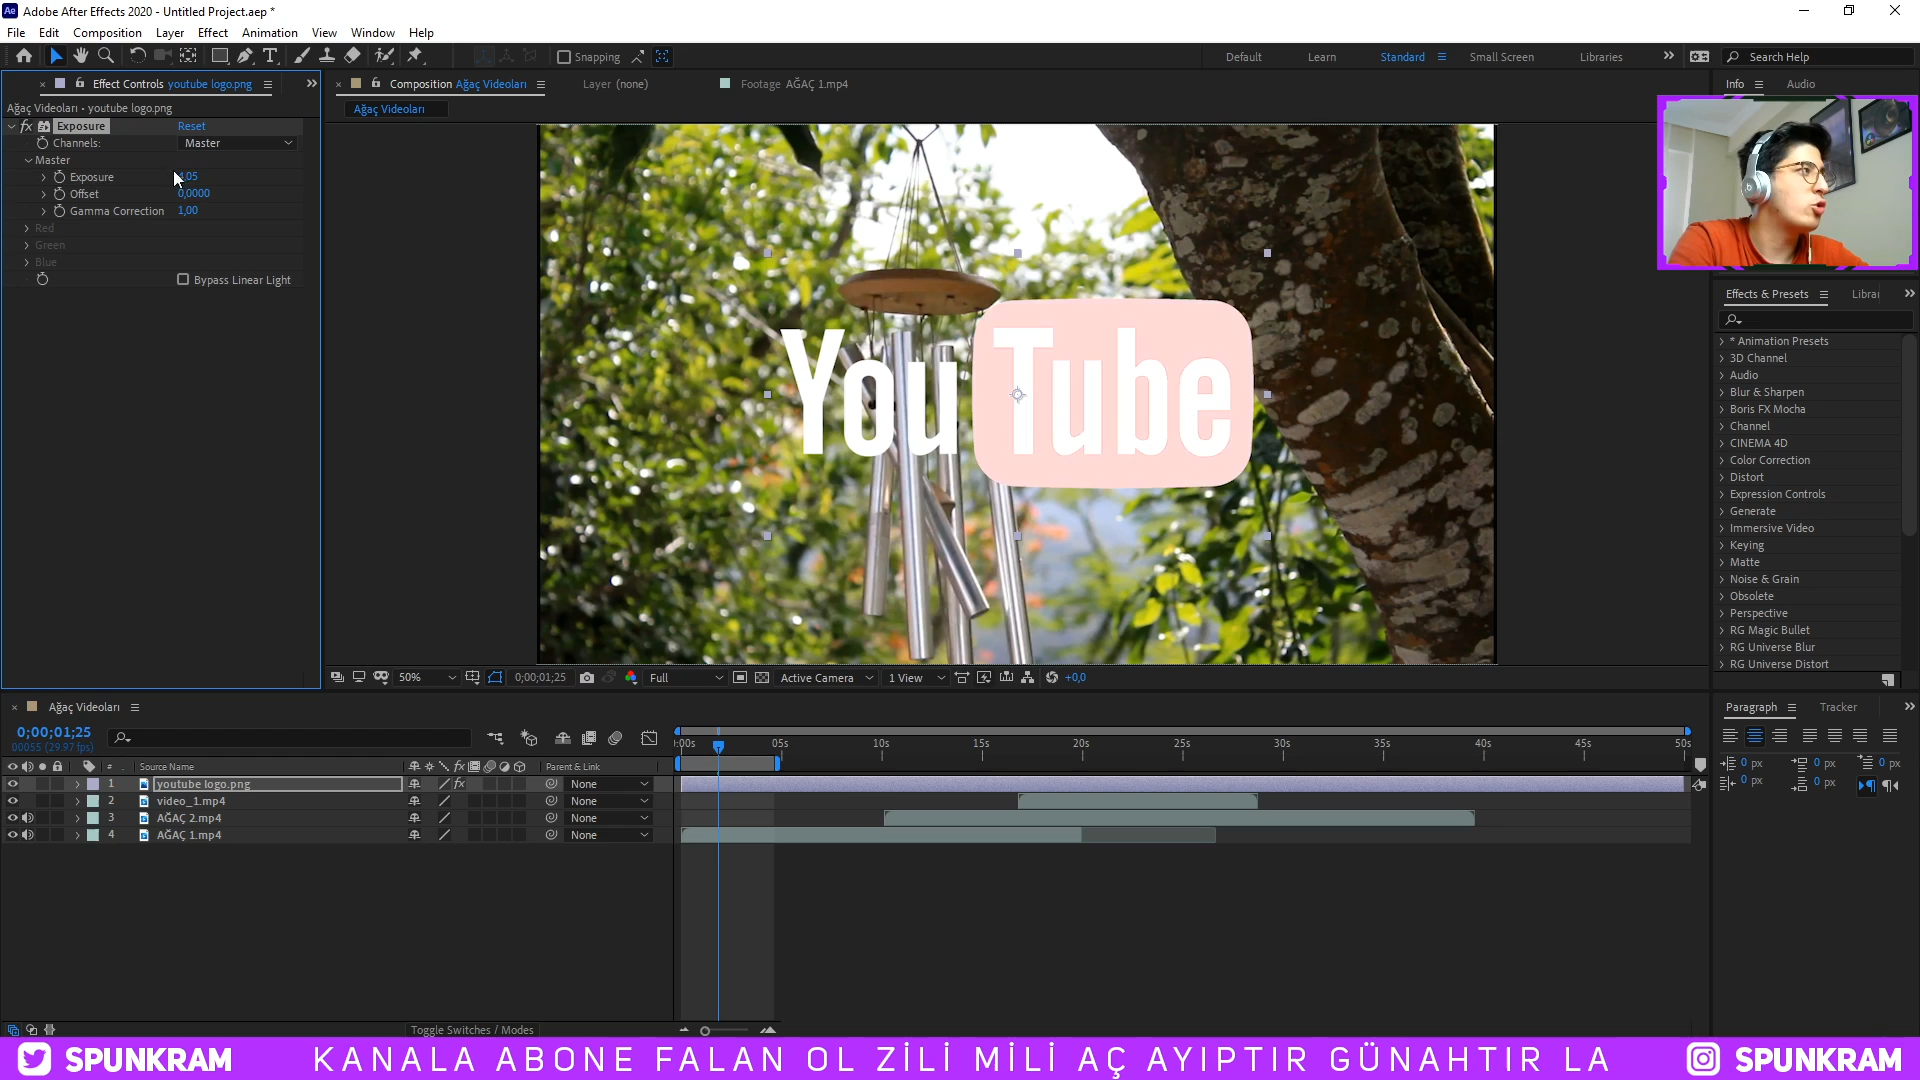 Adobe After Effects 2020 - Untitled Project.aep *
File Edit Composition Layer Effect Animation View Window Help
Snapping
Default Learn Standard Small Screen Libraries
Search Help
Effect Controls youtube logo.png
Ağaç Videoları • youtube logo.png
fx Exposure Reset
Channels: Master
Master
Exposure
Offset 0,0000
Gamma Correction 1,00
Red
Green
Blue
Bypass Linear Light
Composition Ağaç Videoları
Layer (none)
Footage AĞAÇ 1.mp4
Ağaç Videoları
You Tube
50% 0;00;01;25 Full Active Camera 1 View +0,0
Info Audio
Effects & Presets
* Animation Presets
3D Channel
Audio
Blur & Sharpen
Boris FX Mocha
Channel
CINEMA 4D
Color Correction
Distort
Expression Controls
Generate
Immersive Video
Keying
Matte
Noise & Grain
Obsolete
Perspective
RG Magic Bullet
RG Universe Blur
RG Universe Distort
Ağaç Videoları
0;00;01;25
00055 (29.97 fps)
:00s 05s 10s 15s 20s 25s 30s 35s 40s 45s 50s
# Source Name Parent & Link
1 youtube logo.png None
2 video_1.mp4 None
3 AĞAÇ 2.mp4 None
4 AĞAÇ 1.mp4 None
Toggle Switches / Modes
Paragraph Tracker
0 px 0 px 0 px
0 px 0 px
SPUNKRAM
KANALA ABONE FALAN OL ZİLİ MİLİ AÇ AYIPTIR GÜNAHTIR LA
SPUNKRAM